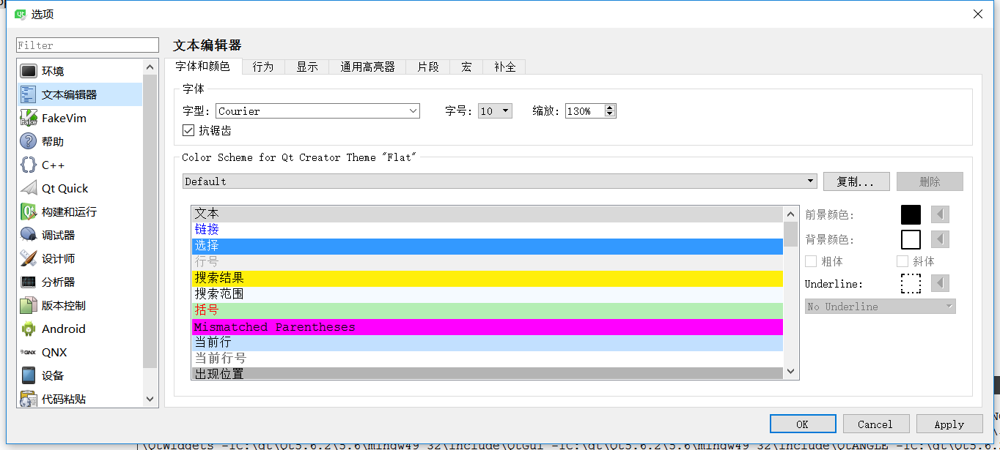 选项
Filter
环境
文本编辑器
FakeVim
帮助
C++
Qt Quick
构建和运行
调试器
设计师
分析器
版本控制
Android
QNX
设备
代码粘贴
文本编辑器
字体和颜色 行为 显示 通用高亮器 片段 宏 补全
字体
字型: Courier 字号: 10 缩放: 130%
抗锯齿
Color Scheme for Qt Creator Theme "Flat"
Default 复制... 删除
文本
链接
选择
行号
搜索结果
搜索范围
括号
Mismatched Parentheses
当前行
当前行号
出现位置
前景颜色:
背景颜色:
粗体 斜体
Underline:
No Underline
OK Cancel Apply
\QtWidgets -IC:\qt\Qt5.6.2\5.6\mingw49_32\include\QtGui -IC:\qt\Qt5.6.2\5.6\mingw49_32\include\QtANGLE -IC:\qt\Qt5.6.